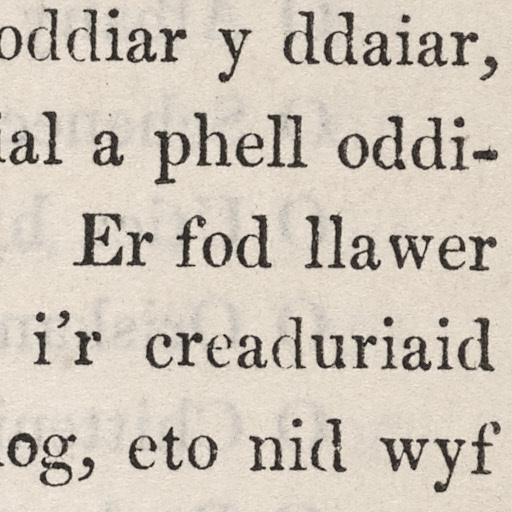 oddiar y ddaiar,
ial a phell oddi-
Er fod llawer
i'r creaduriaid
og, eto nid wyf